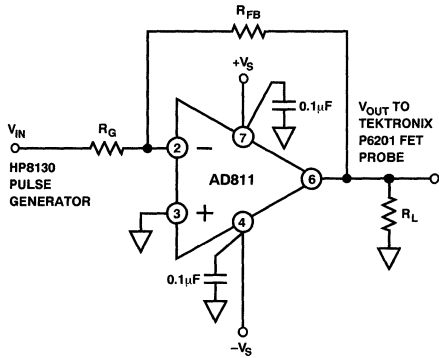 RFB
+VS
0.1µF
VOUT TO
TEKTRONIX
P6201 FET
PROBE
VIN
RG
HP8130
PULSE
GENERATOR
2
–
7
AD811
6
3
+
4
RL
0.1µF
–VS